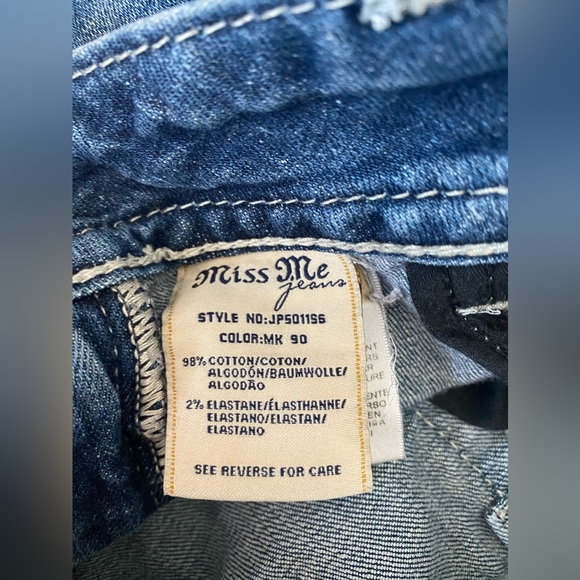 Miss Me
jeans
STYLE NO:JP5011S6
COLOR:MK 90
98% COTTON/COTON/
ALGODÓN/BAUMWOLLE/
ALGODÃO
2% ELASTANE/ÉLASTHANNE/
ELASTANO/ELASTAN/
ELASTANO
SEE REVERSE FOR CARE